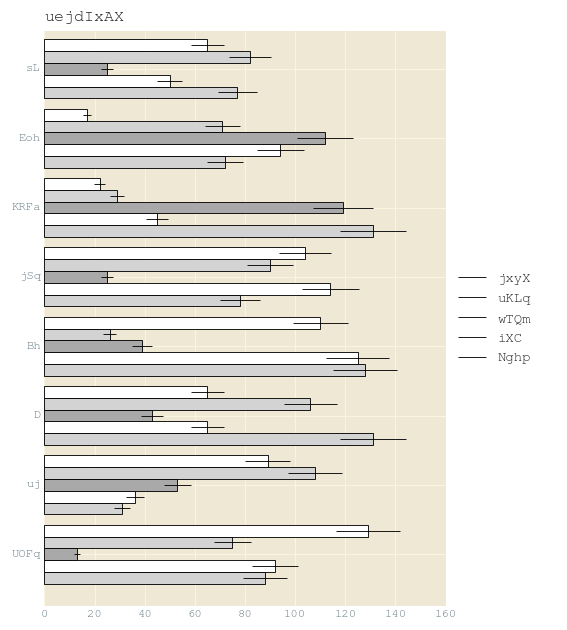 uejdIxAX
sL
Eoh
KRFa
jSq
Bh
D
uj
UOFq
0 20 40 60 80 100 120 140 160
jxyX
uKLq
wTQm
iXC
Nghp